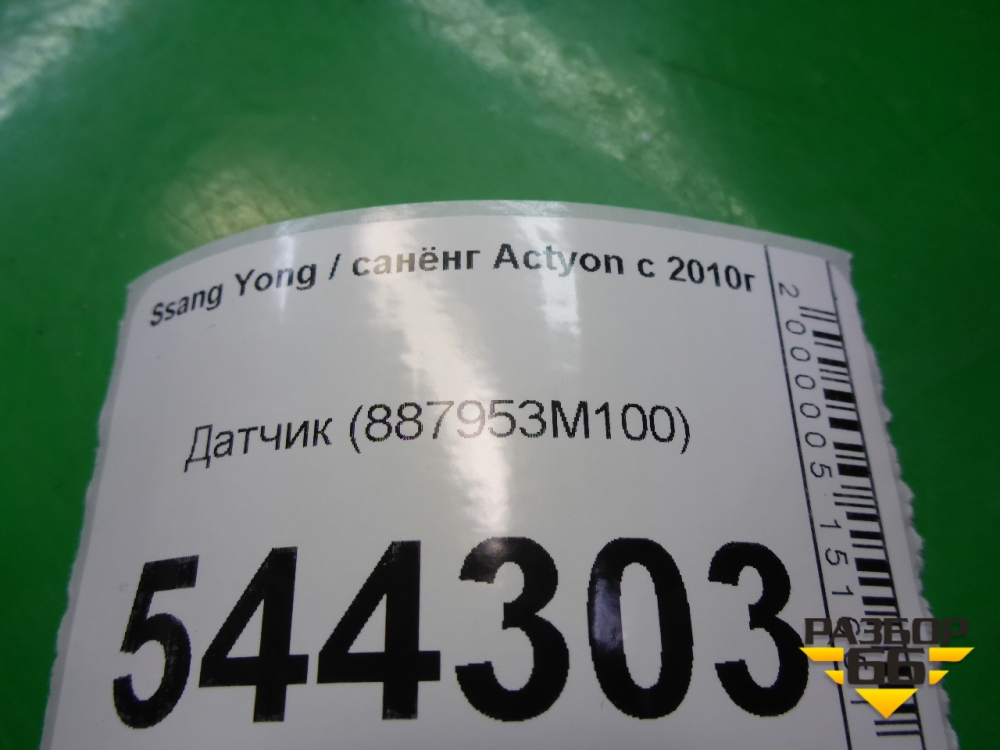 Ssang Yong / санёнг Actyon с 2010г
Датчик (887953M100)
544303
2000005151
РАЗБОР
66